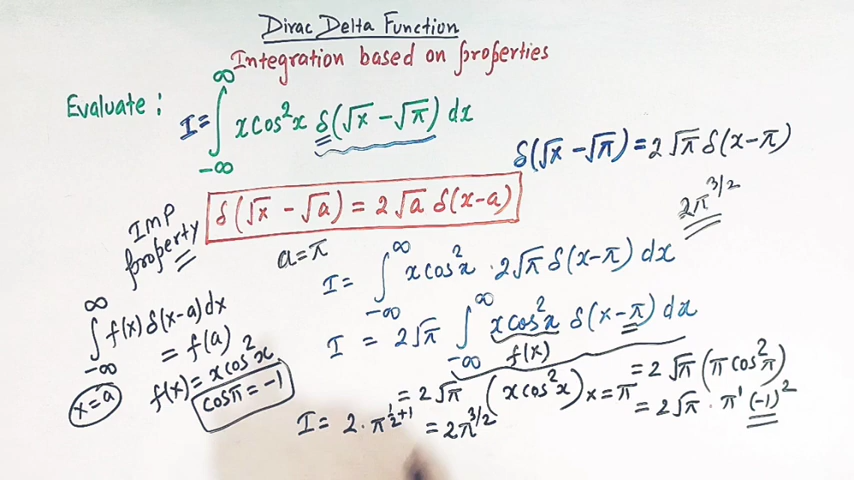 Dirac Delta Function
Integration based on properties
Evaluate : I = ∫_{-∞}^{∞} x cos²x δ(√x − √π) dx
δ(√x − √π) = 2√π δ(x − π)
IMP property
δ(√x − √a) = 2√a δ(x−a)
2π^{3/2}
a = π
I = ∫_{-∞}^{∞} x cos²x · 2√π δ(x−π) dx
I = 2√π ∫_{-∞}^{∞} x cos²x δ(x − π) dx
f(x)
∫_{-∞}^{∞} f(x) δ(x−a) dx
= f(a)
x = a
f(x) = x cos²x
cosπ = −1
= 2√π (x cos²x)_{x=π}
= 2√π (π cos²π)
= 2√π · π¹ (−1)²
I = 2 · π^{1/2+1} = 2π^{3/2}